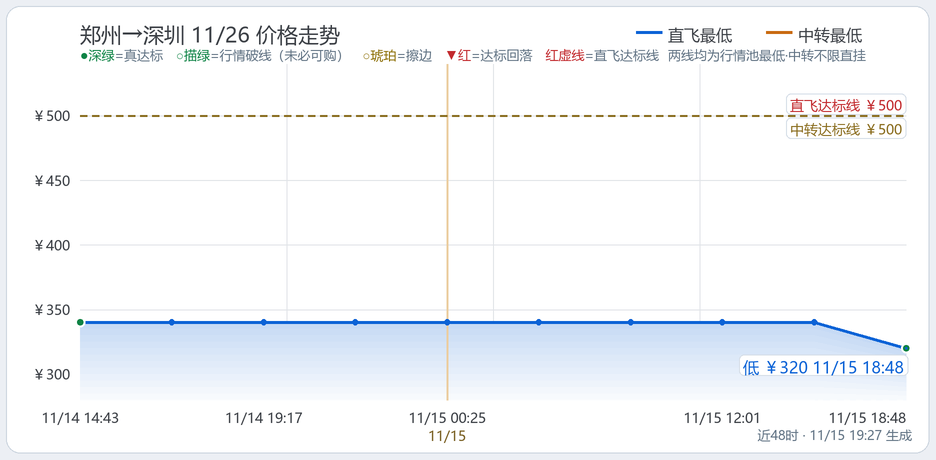 郑州→深圳 11/26 价格走势
直飞最低 中转最低
●深绿=真达标 ○描绿=行情破线（未必可购） ○琥珀=擦边 ▼红=达标回落 红虚线=直飞达标线 两线均为行情池最低·中转不限直挂
直飞达标线 ¥500
¥500
中转达标线 ¥500
¥450
¥400
¥350
低 ¥320 11/15 18:48
¥300
11/14 14:43 11/14 19:17 11/15 00:25 11/15 12:01 11/15 18:48
11/15
近48时 · 11/15 19:27 生成